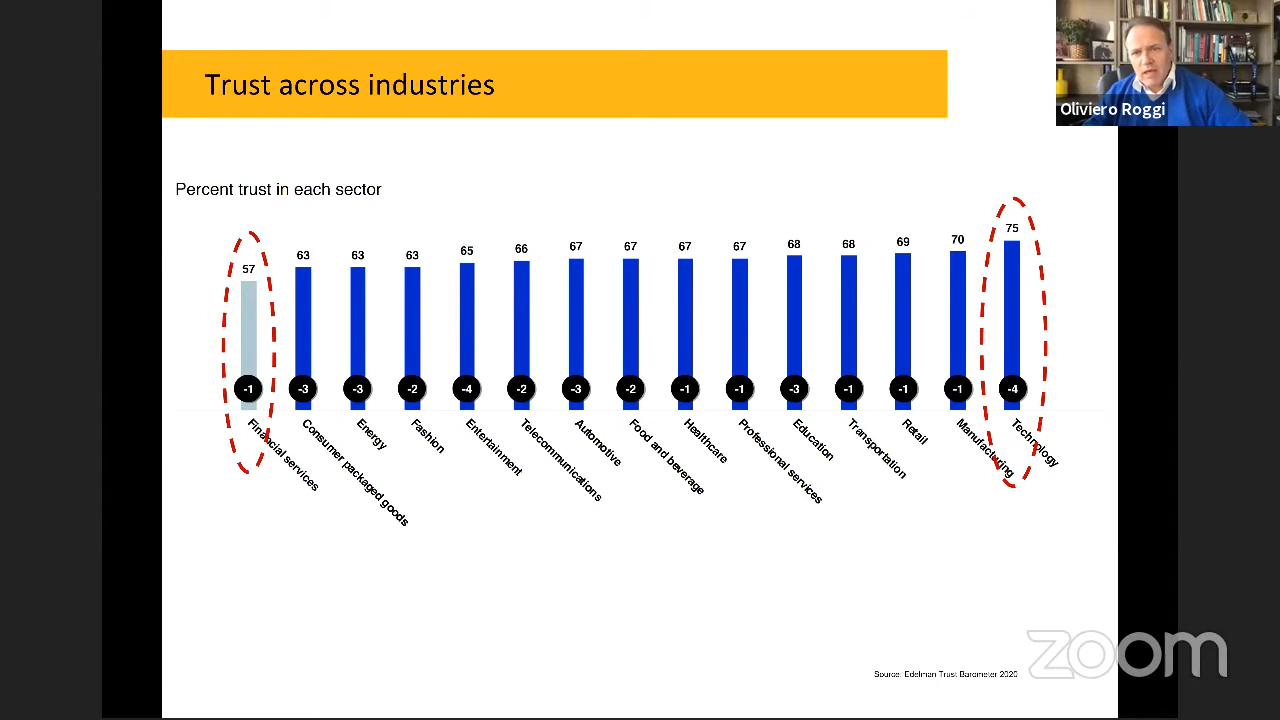 Trust across industries
Oliviero Roggi
Percent trust in each sector
57
63
63
63
65
66
67
67
67
67
68
68
69
70
75
-1
-3
-3
-2
-4
-2
-3
-2
-1
-1
-3
-1
-1
-1
-4
Financial services
Consumer packaged goods
Energy
Fashion
Entertainment
Telecommunications
Automotive
Food and beverage
Healthcare
Professional services
Education
Transportation
Retail
Manufacturing
Technology
zoom
Source: Edelman Trust Barometer 2020